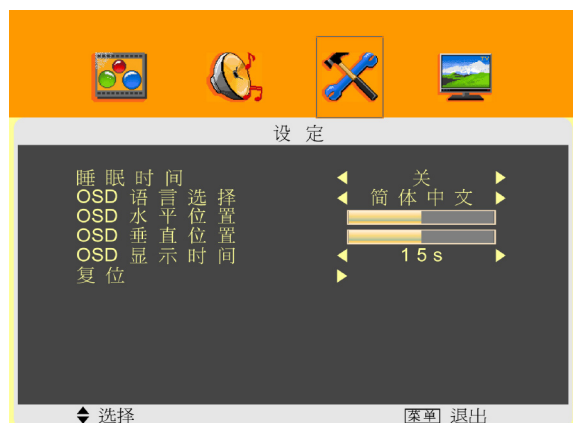 TV
设定
睡眠时间 关
OSD 语言选择 简体中文
OSD 水平位置
OSD 垂直位置
OSD 显示时间 15s
复位
选择 菜单 退出